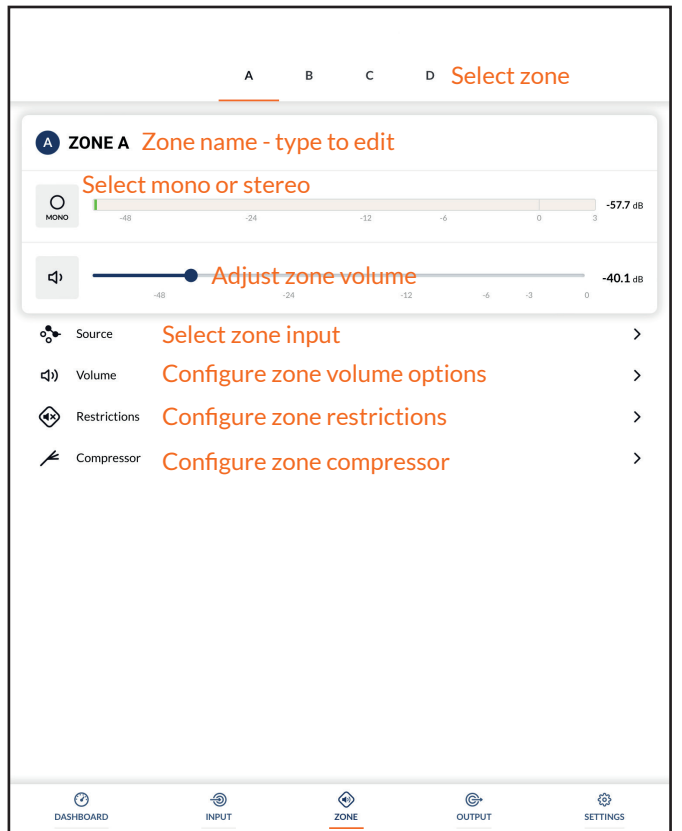 A B C D Select zone
A ZONE A Zone name - type to edit
Select mono or stereo
MONO -57.7 dB
-48 -24 -12 -6 0 3
Adjust zone volume -40.1 dB
-48 -24 -12 -6 -3 0
Source Select zone input
Volume Configure zone volume options
Restrictions Configure zone restrictions
Compressor Configure zone compressor
DASHBOARD INPUT ZONE OUTPUT SETTINGS